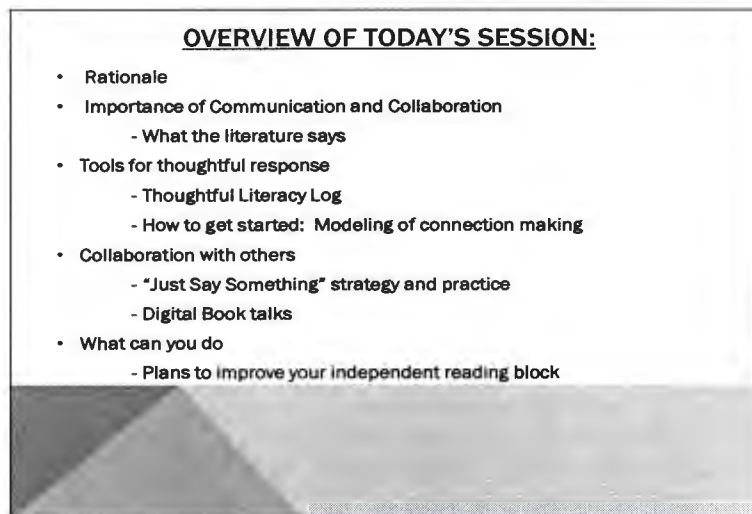 OVERVIEW OF TODAY'S SESSION:
• Rationale
• Importance of Communication and Collaboration
- What the literature says
• Tools for thoughtful response
- Thoughtful Literacy Log
- How to get started: Modeling of connection making
• Collaboration with others
- "Just Say Something" strategy and practice
- Digital Book talks
• What can you do
- Plans to improve your independent reading block